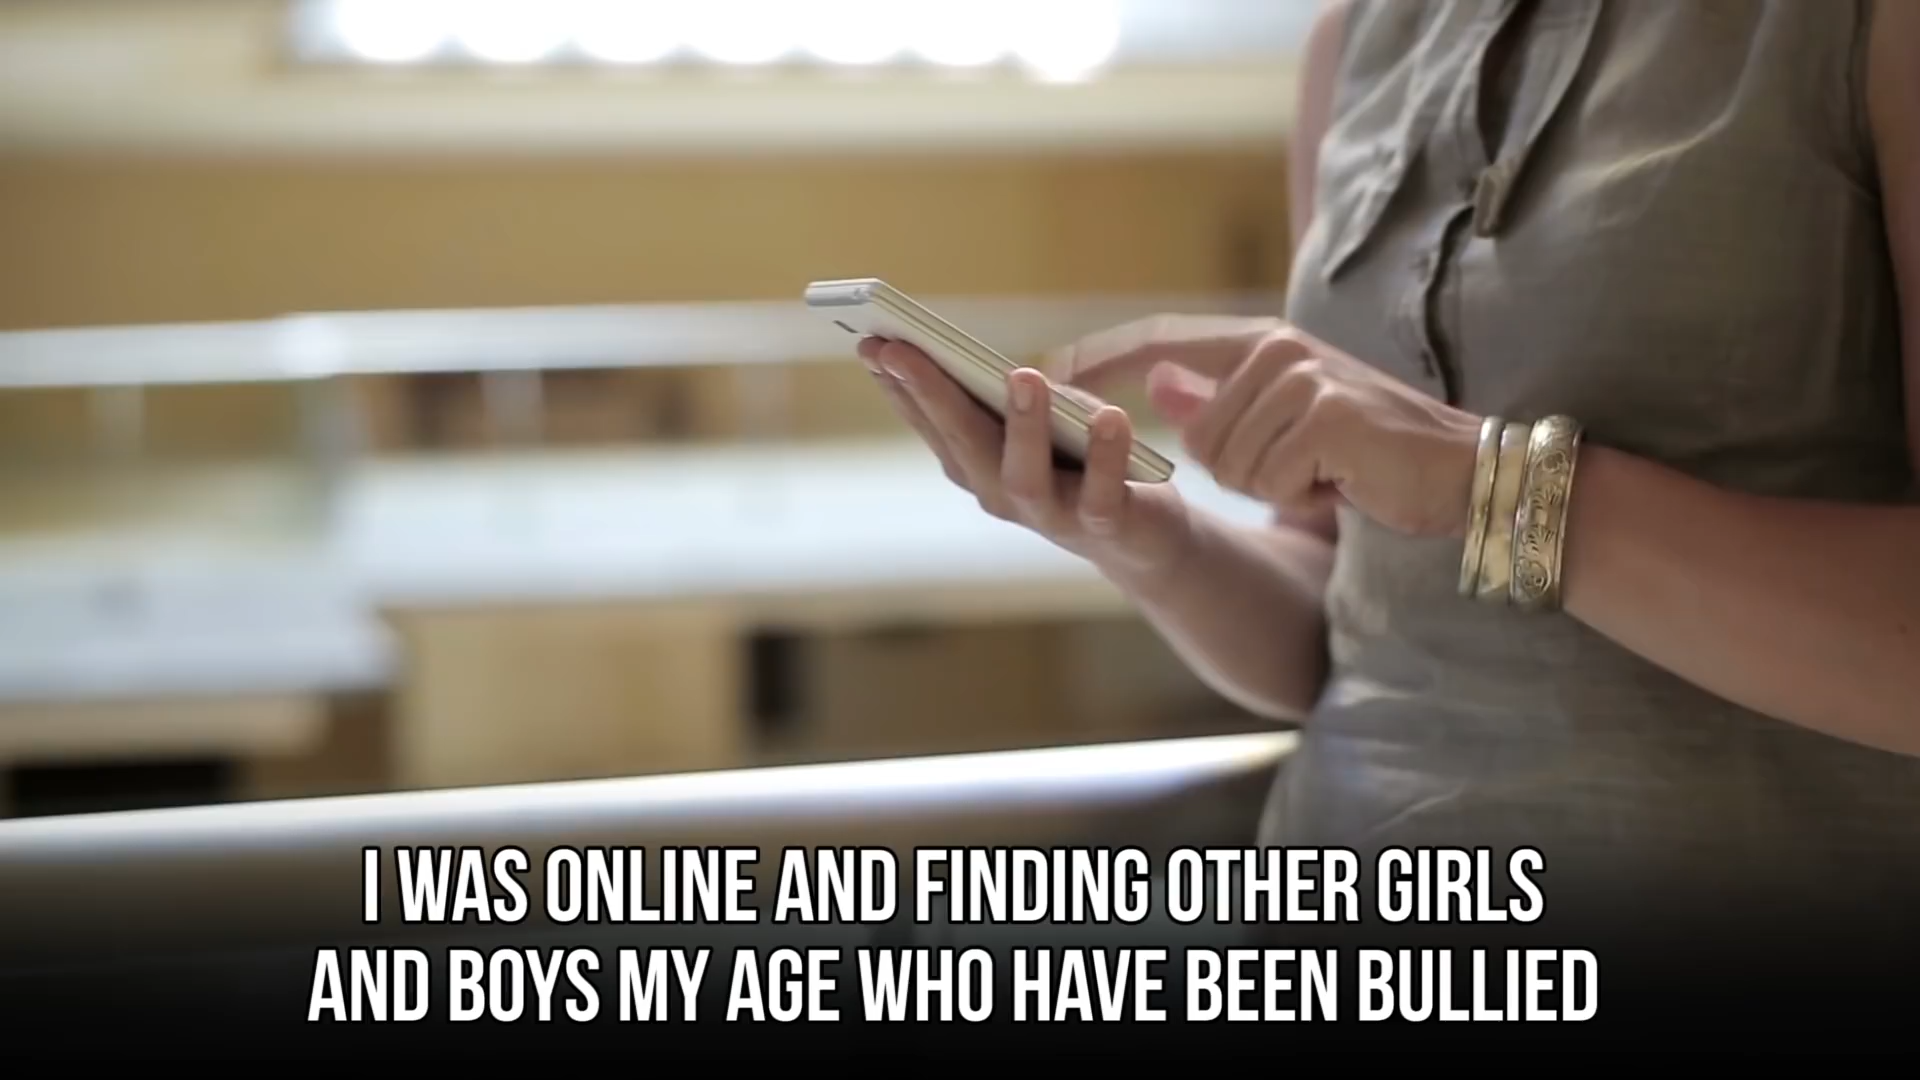 I WAS ONLINE AND FINDING OTHER GIRLS
AND BOYS MY AGE WHO HAVE BEEN BULLIED